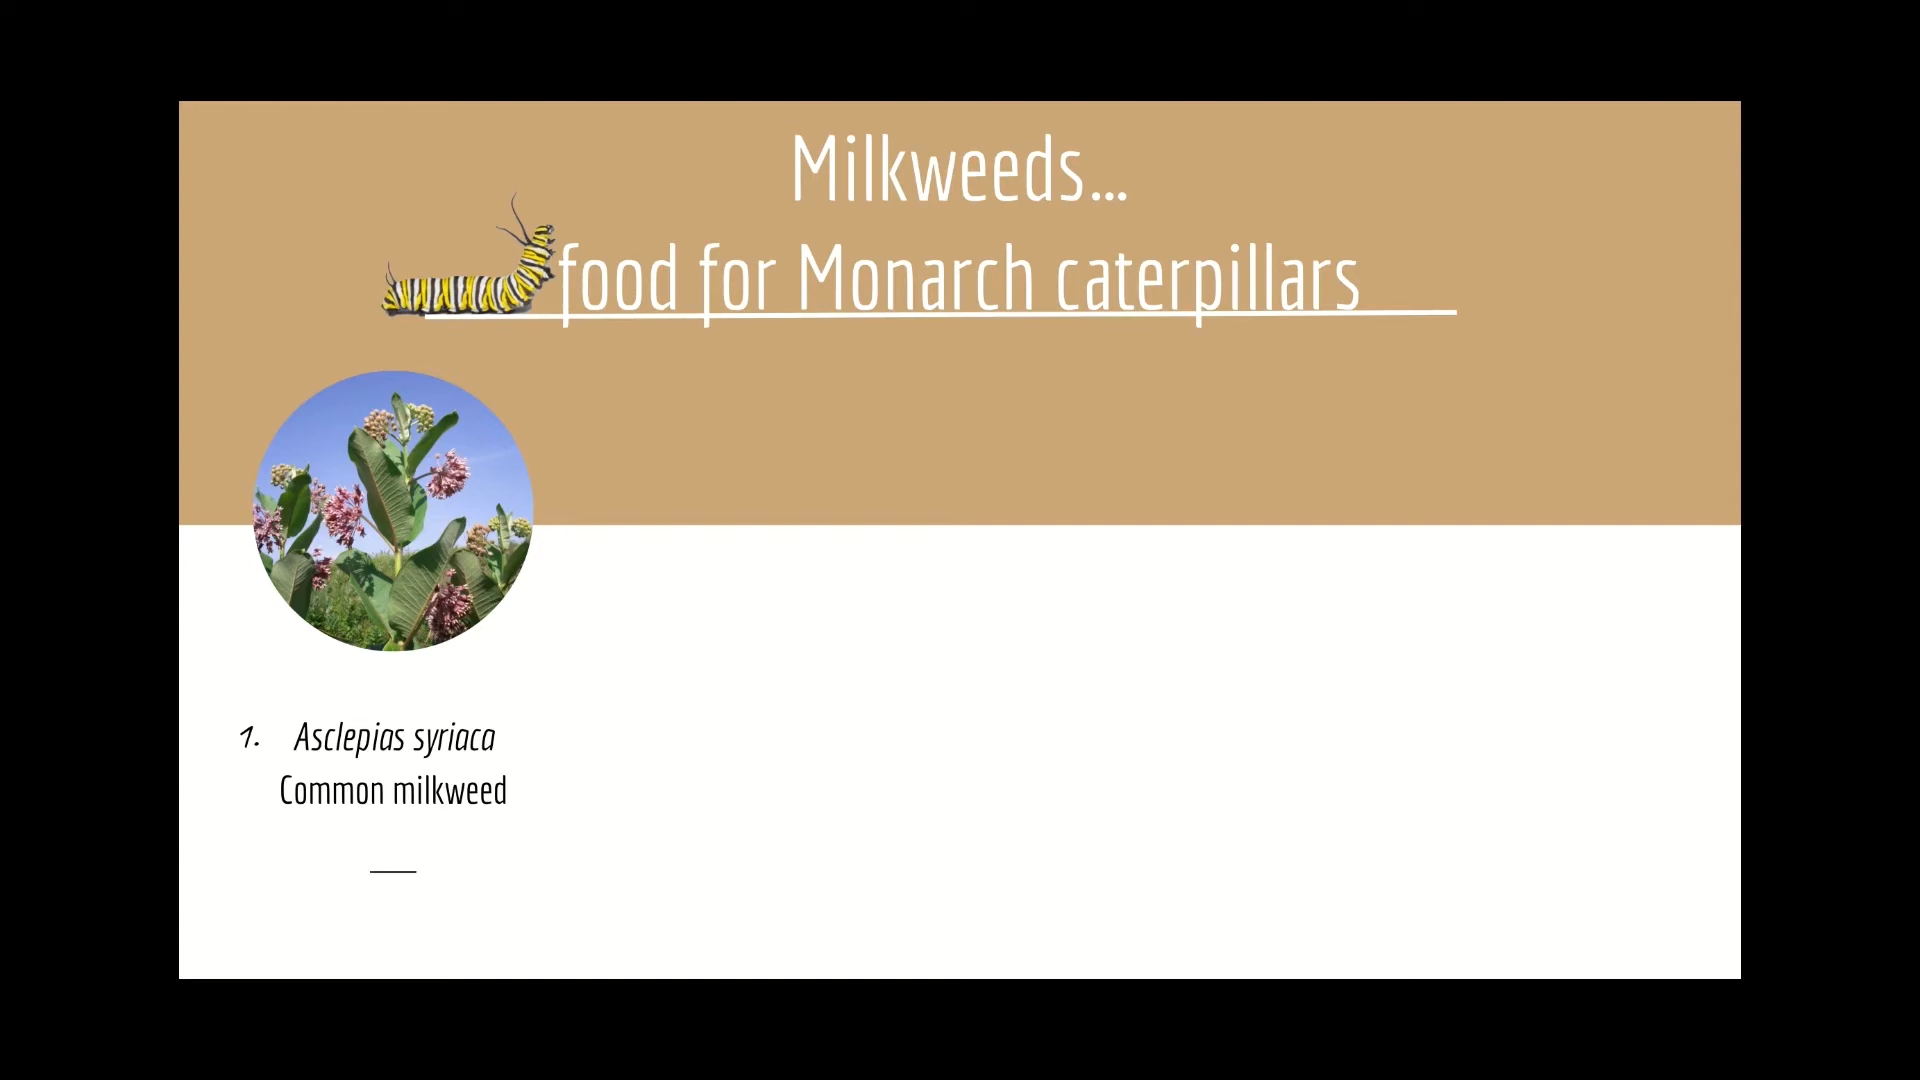 Milkweeds...
food for Monarch caterpillars
1. Asclepias syriaca
Common milkweed